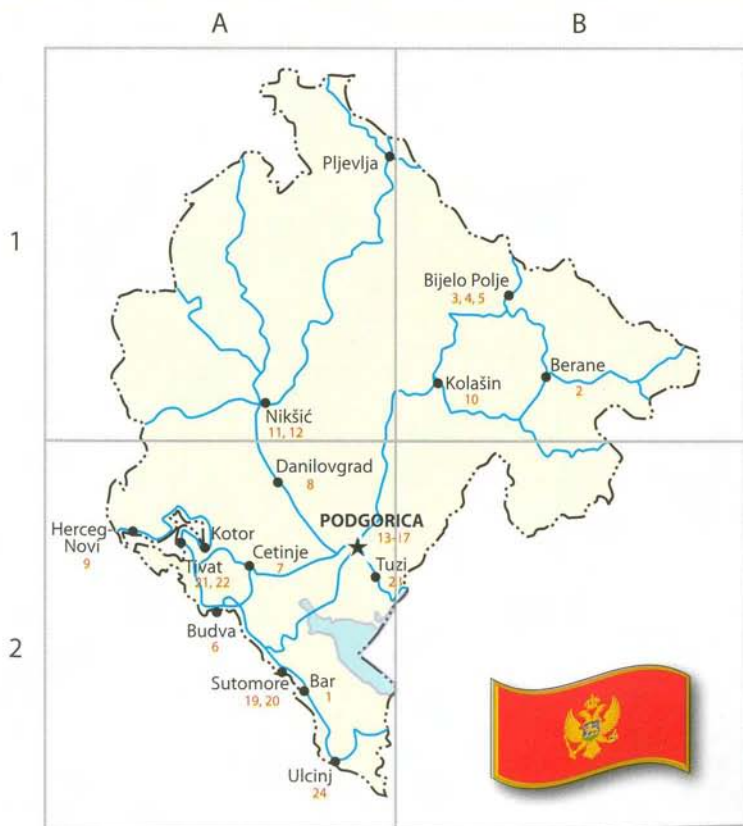 A
B
1
Pljevlja
Bijelo Polje
3, 4, 5
Berane
2
Kolašin
10
Nikšić
11, 12
Danilovgrad
8
PODGORICA
13-17
Herceg-
Novi
9
Kotor
Tivat
21, 22
Cetinje
7
Tuzi
23
Budva
6
2
Sutomore
19, 20
Bar
1
Ulcinj
24